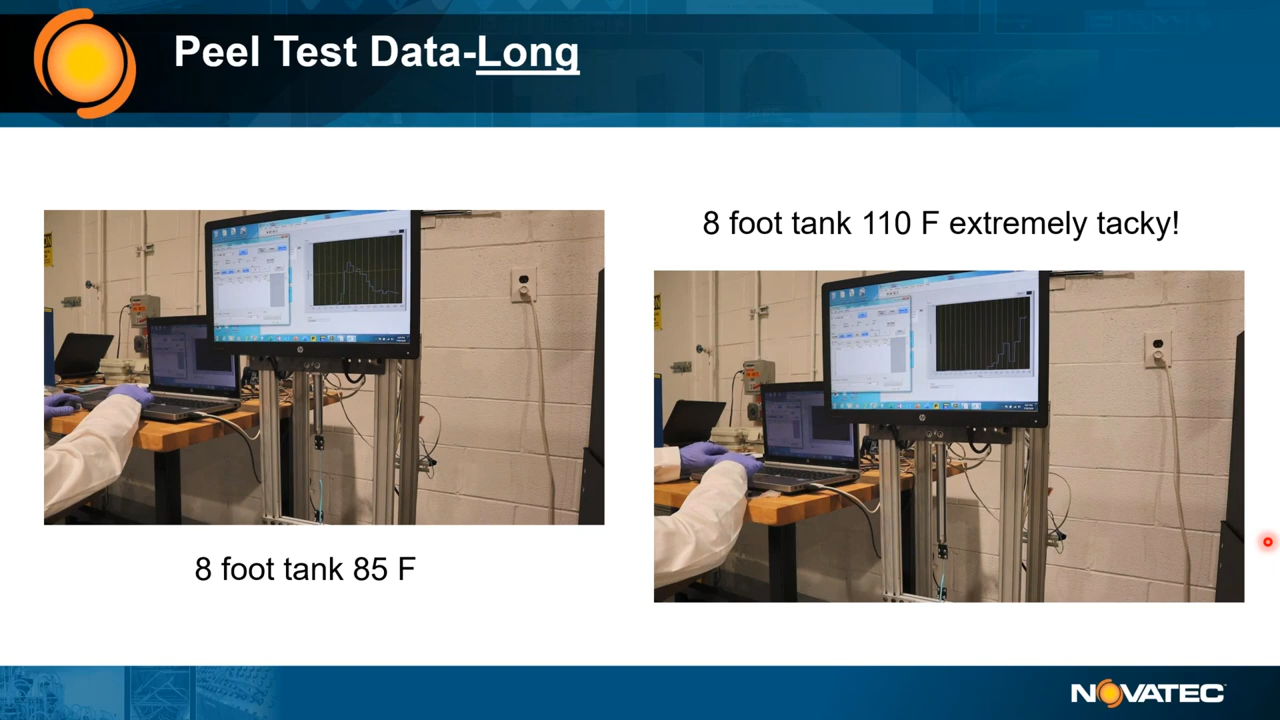 Peel Test Data-Long
8 foot tank 110 F extremely tacky!
8 foot tank 85 F
NOVATEC